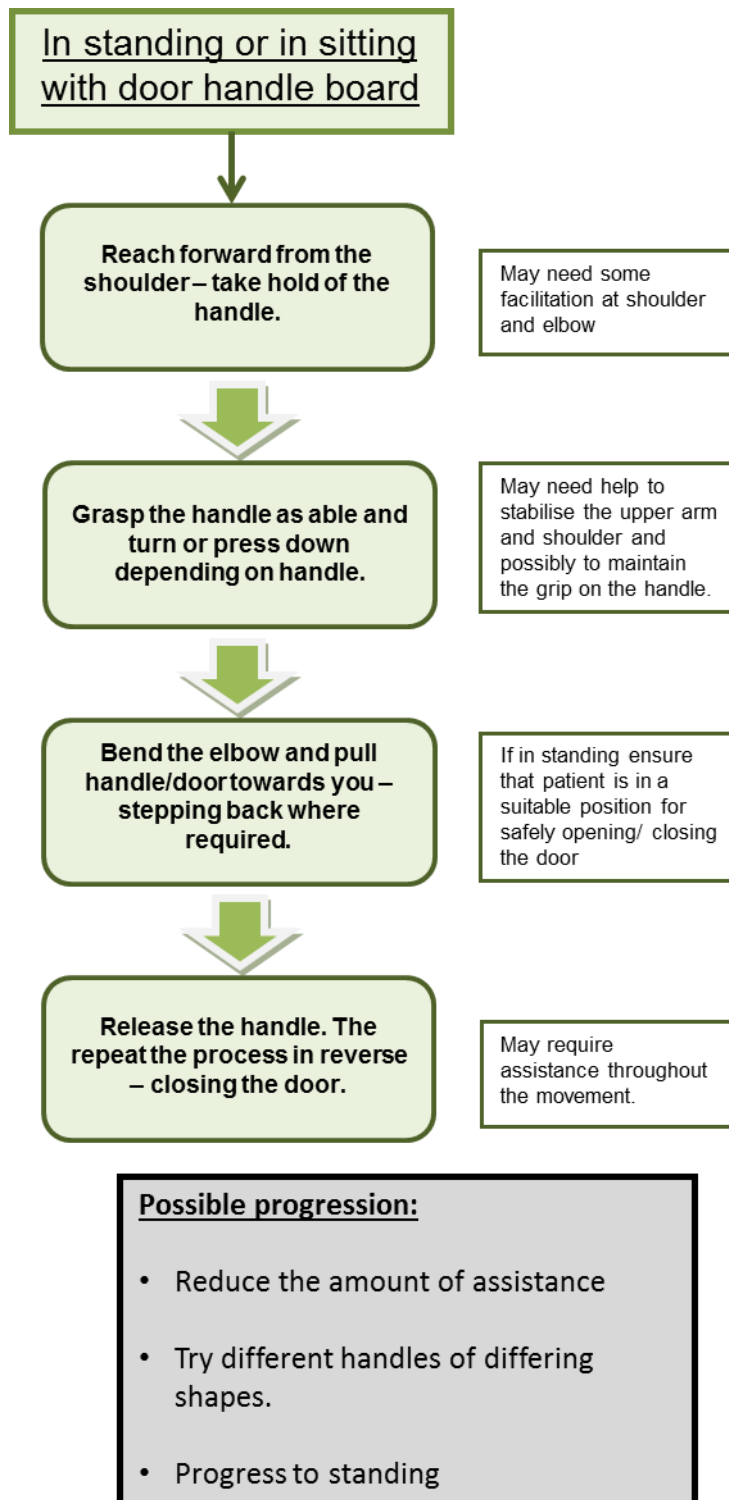 In standing or in sitting
with door handle board
Reach forward from the
shoulder – take hold of the
handle.
May need some
facilitation at shoulder
and elbow
Grasp the handle as able and
turn or press down
depending on handle.
May need help to
stabilise the upper arm
and shoulder and
possibly to maintain
the grip on the handle.
Bend the elbow and pull
handle/door towards you –
stepping back where
required.
If in standing ensure
that patient is in a
suitable position for
safely opening/ closing
the door
Release the handle. The
repeat the process in reverse
– closing the door.
May require
assistance throughout
the movement.
Possible progression:
• Reduce the amount of assistance
• Try different handles of differing
shapes.
• Progress to standing